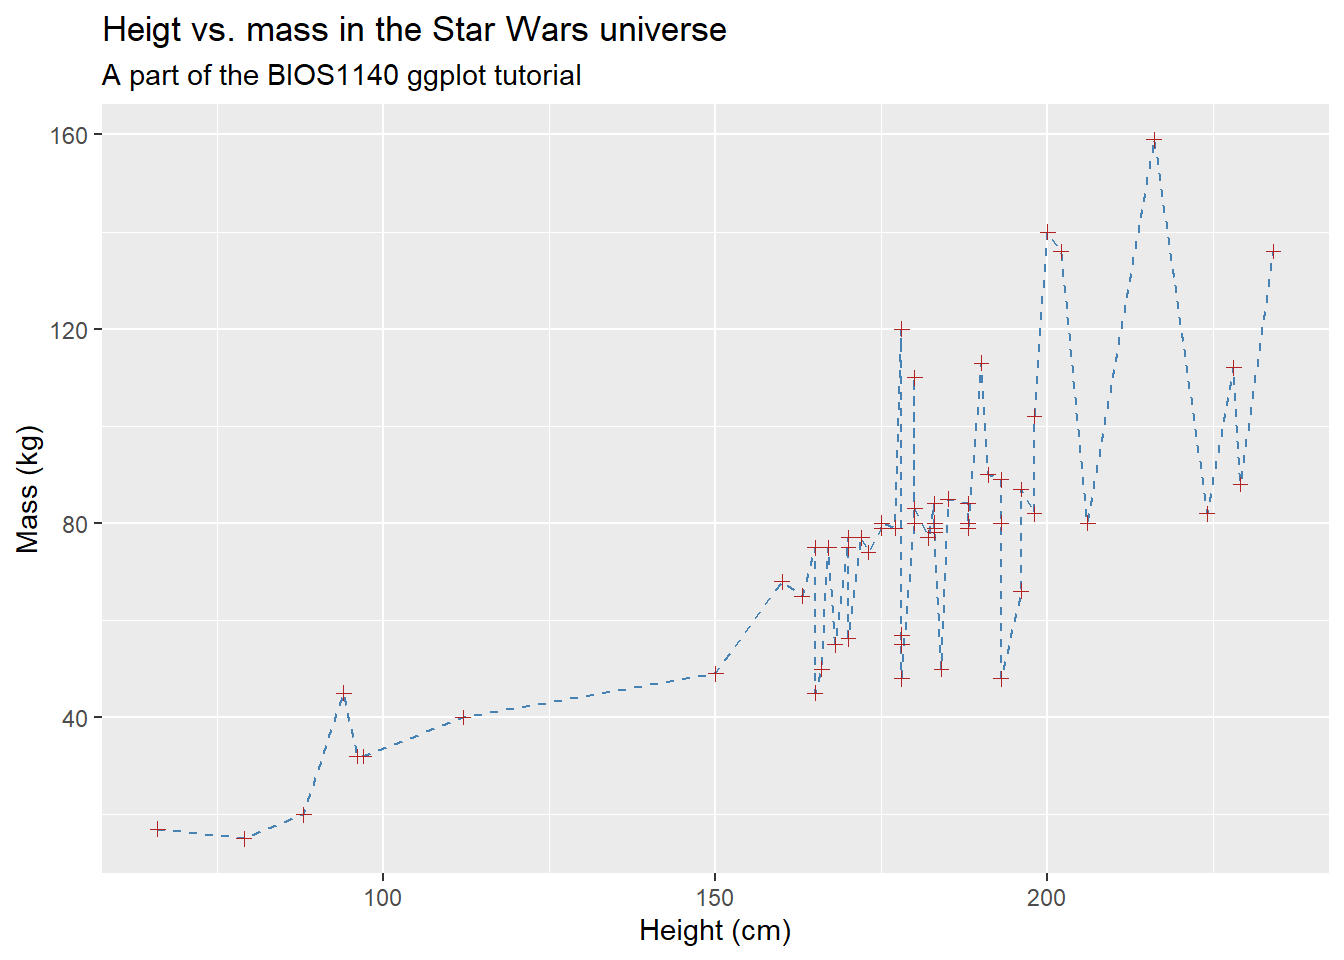 Heigt vs. mass in the Star Wars universe
A part of the BIOS1140 ggplot tutorial
160
120
80
40
Mass (kg)
100 150 200
Height (cm)